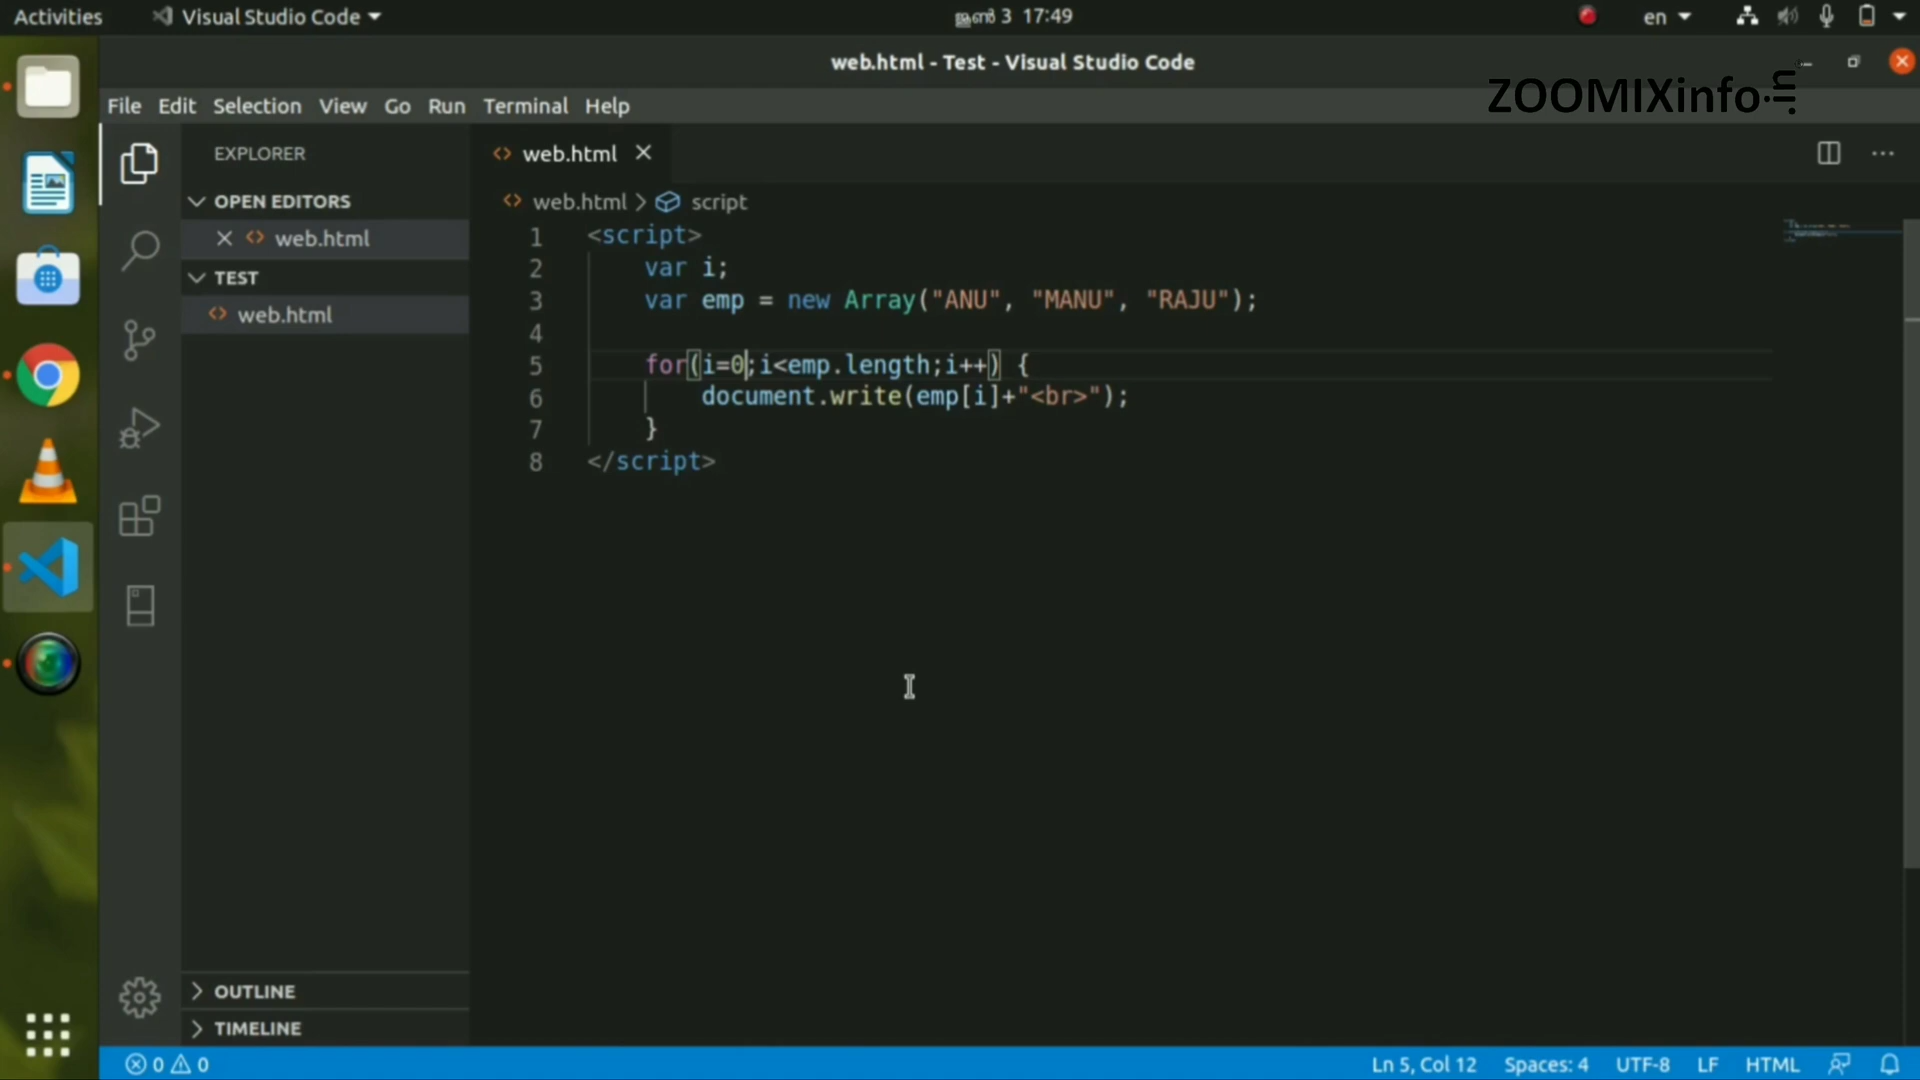 Activities
Visual Studio Code
ജൂൺ 3 17:49
en
web.html - Test - Visual Studio Code
ZOOMIXinfo.in
File Edit Selection View Go Run Terminal Help
EXPLORER
OPEN EDITORS
web.html
TEST
web.html
OUTLINE
TIMELINE
web.html
web.html > script
1 <script>
2 var i;
3 var emp = new Array("ANU", "MANU", "RAJU");
4
5 for(i=0;i<emp.length;i++) {
6 document.write(emp[i]+"<br>");
7 }
8 </script>
0 0
Ln 5, Col 12 Spaces: 4 UTF-8 LF HTML